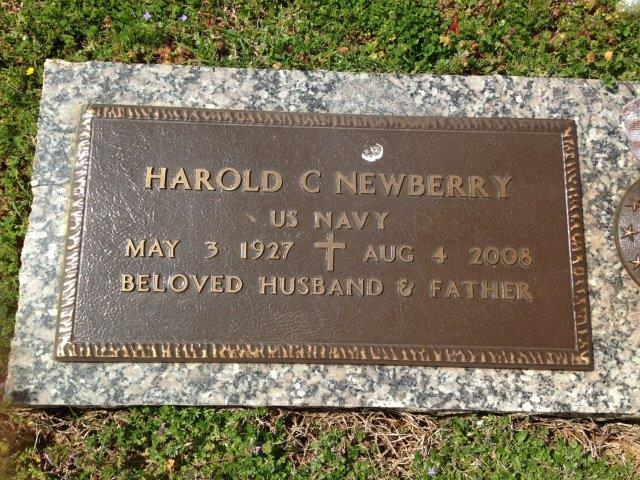 HAROLD C NEWBERRY
US NAVY
MAY 3 1927 ✝ AUG 4 2008
BELOVED HUSBAND & FATHER